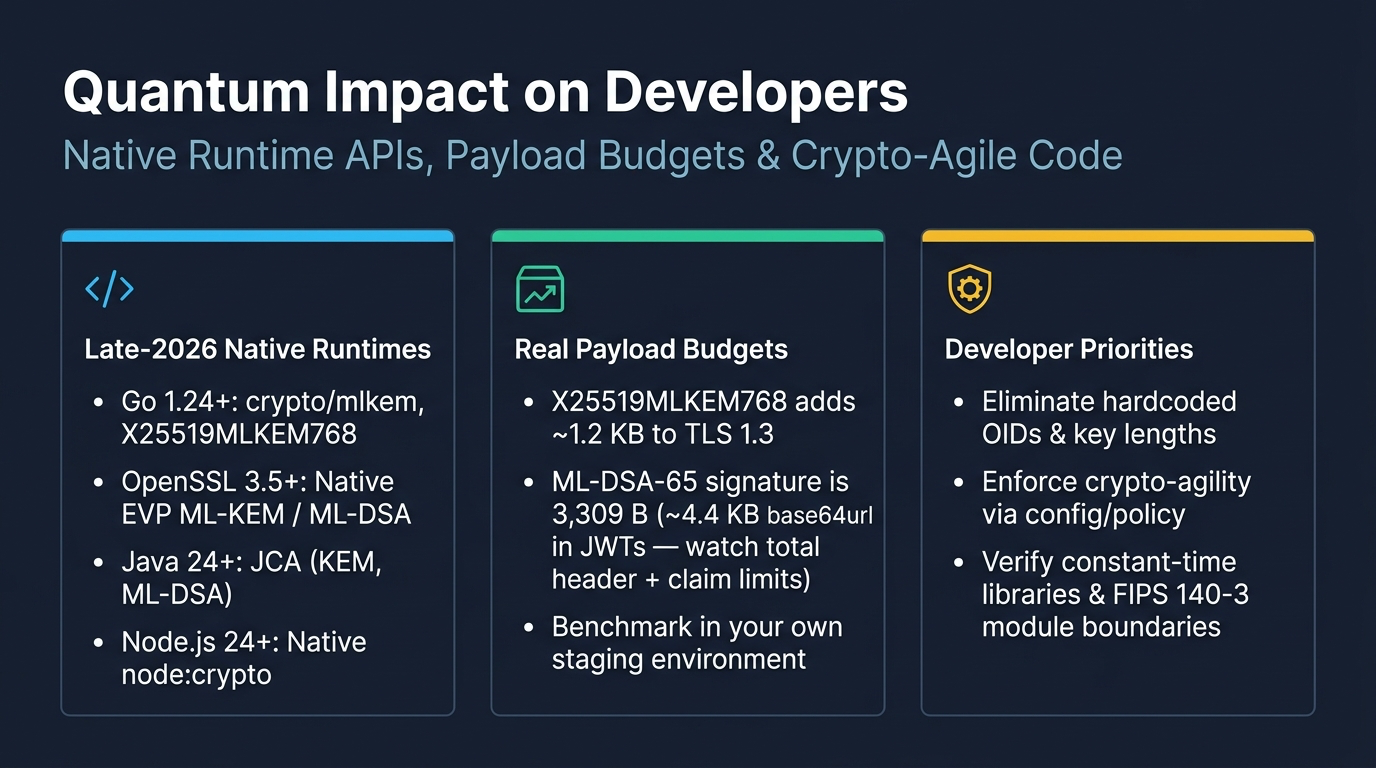 Quantum Impact on Developers
Native Runtime APIs, Payload Budgets & Crypto-Agile Code
</>
Late-2026 Native Runtimes
• Go 1.24+: crypto/mlkem,
X25519MLKEM768
• OpenSSL 3.5+: Native
EVP ML-KEM / ML-DSA
• Java 24+: JCA (KEM,
ML-DSA)
• Node.js 24+: Native
node:crypto
Real Payload Budgets
• X25519MLKEM768 adds
~1.2 KB to TLS 1.3
• ML-DSA-65 signature is
3,309 B (~4.4 KB base64url
in JWTs — watch total
header + claim limits)
• Benchmark in your own
staging environment
Developer Priorities
• Eliminate hardcoded
OIDs & key lengths
• Enforce crypto-agility
via config/policy
• Verify constant-time
libraries & FIPS 140-3
module boundaries